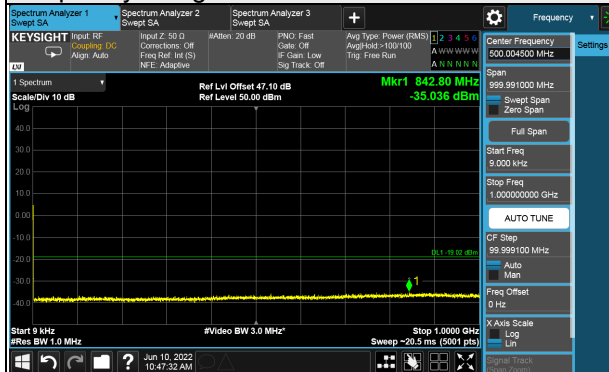 Spectrum Analyzer 1
Swept SA
Spectrum Analyzer 2
Swept SA
Spectrum Analyzer 3
Swept SA
Frequency
KEYSIGHT
Input: RF
Coupling: DC
Align: Auto
Input Z: 50 Ω
Corrections: Off
Freq Ref: Int (S)
NFE: Adaptive
#Atten: 20 dB
PNO: Fast
Gate: Off
IF Gain: Low
Sig Track: Off
Avg Type: Power (RMS)
Avg|Hold:>100/100
Trig: Free Run
1 2 3 4 5 6
A W W W W W
A N N N N N
LXI
1 Spectrum
Scale/Div 10 dB
Log
Ref Lvl Offset 47.10 dB
Ref Level 50.00 dBm
Mkr1 842.80 MHz
-35.036 dBm
40.0
30.0
20.0
10.0
0.00
-10.0
-20.0
-30.0
-40.0
DL1 -19.02 dBm
1
Start 9 kHz
#Res BW 1.0 MHz
#Video BW 3.0 MHz*
Stop 1.0000 GHz
Sweep ~20.5 ms (5001 pts)
Jun 10, 2022
10:47:32 AM
Center Frequency
500.004500 MHz
Settings
Span
999.991000 MHz
Swept Span
Zero Span
Full Span
Start Freq
9.000 kHz
Stop Freq
1.000000000 GHz
AUTO TUNE
CF Step
99.999100 MHz
Auto
Man
Freq Offset
0 Hz
X Axis Scale
Log
Lin
Signal Track
(Span Zoom)